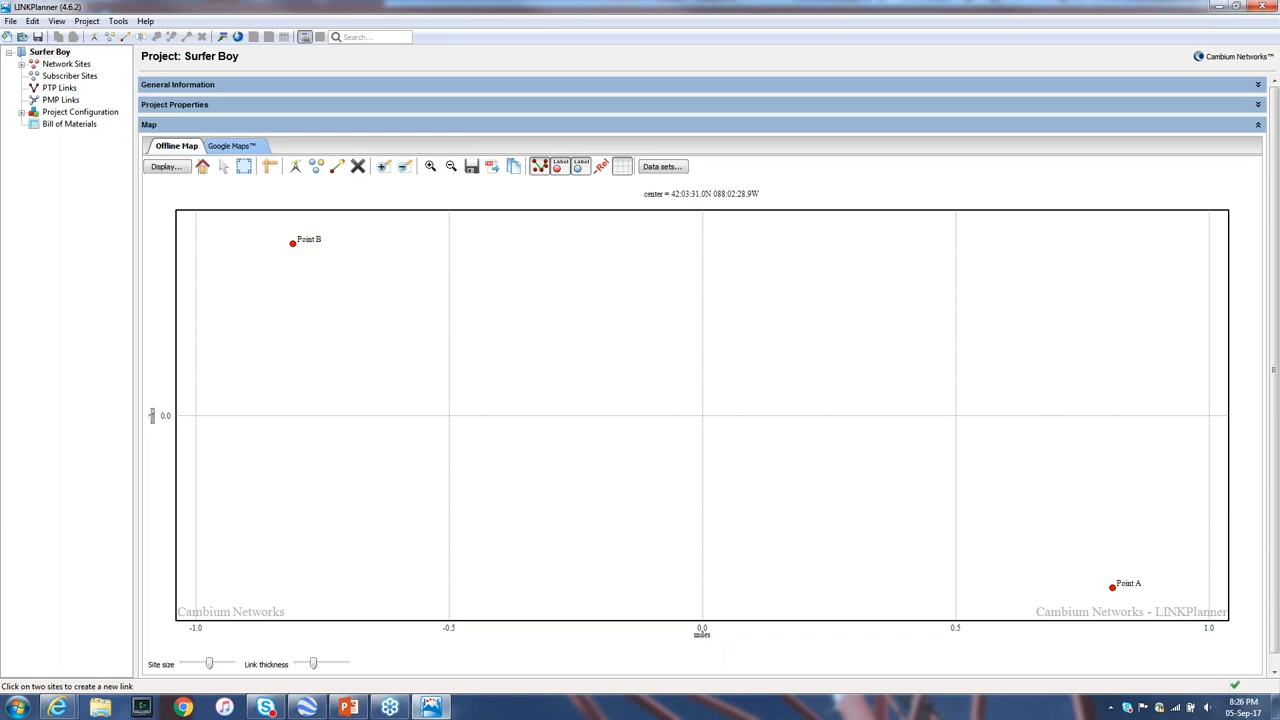 LINKPlanner (4.6.2)
File Edit View Project Tools Help
Search...
Surfer Boy
Network Sites
Subscriber Sites
PTP Links
PMP Links
Project Configuration
Bill of Materials
Project: Surfer Boy
Cambium Networks™
General Information
Project Properties
Map
Offline Map Google Maps™
Display... Label Label Data sets...
center = 42:03:31.0N 088:02:28.9W
Point B
miles
0.0
Point A
Cambium Networks
Cambium Networks - LINKPlanner
-1.0 -0.5 0.0 0.5 1.0
miles
Site size Link thickness
Click on two sites to create a new link
8:26 PM
05-Sep-17